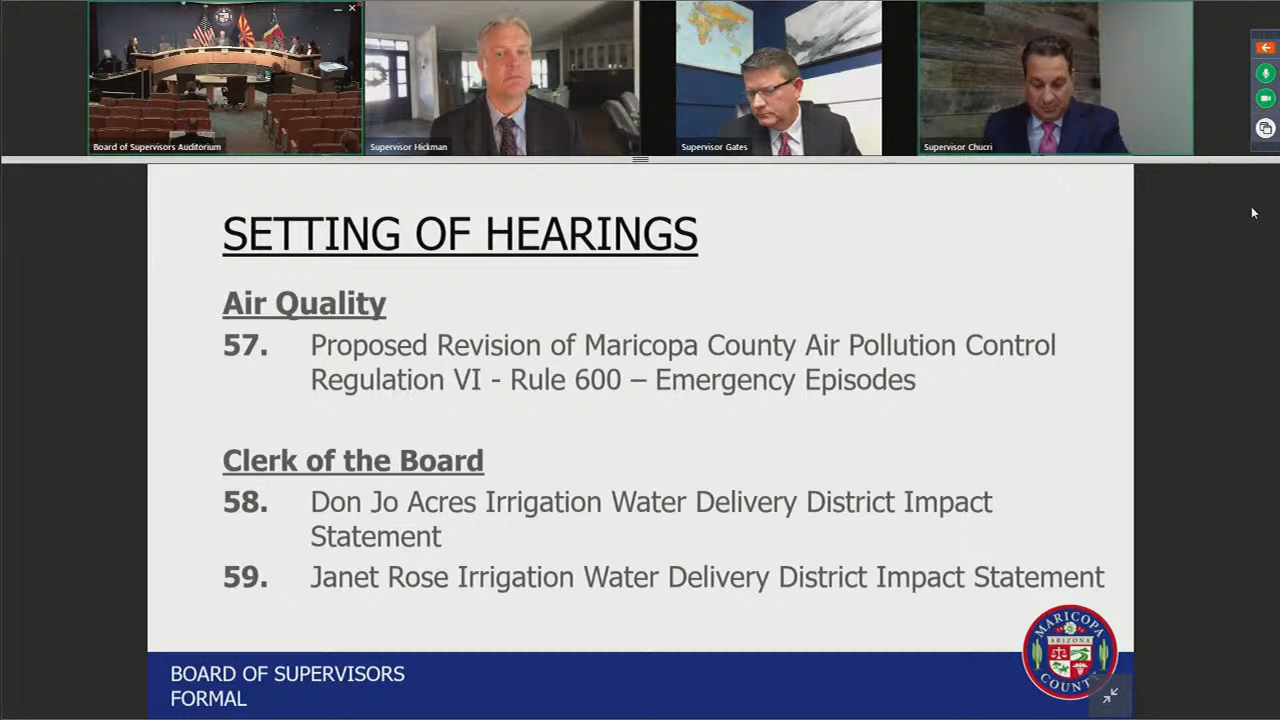 Board of Supervisors Auditorium
Supervisor Hickman
Supervisor Gates
Supervisor Chucri
SETTING OF HEARINGS
Air Quality
57. Proposed Revision of Maricopa County Air Pollution Control
Regulation VI - Rule 600 – Emergency Episodes
Clerk of the Board
58. Don Jo Acres Irrigation Water Delivery District Impact
Statement
59. Janet Rose Irrigation Water Delivery District Impact Statement
MARICOPA
ARIZONA
COUNTY
BOARD OF SUPERVISORS
FORMAL